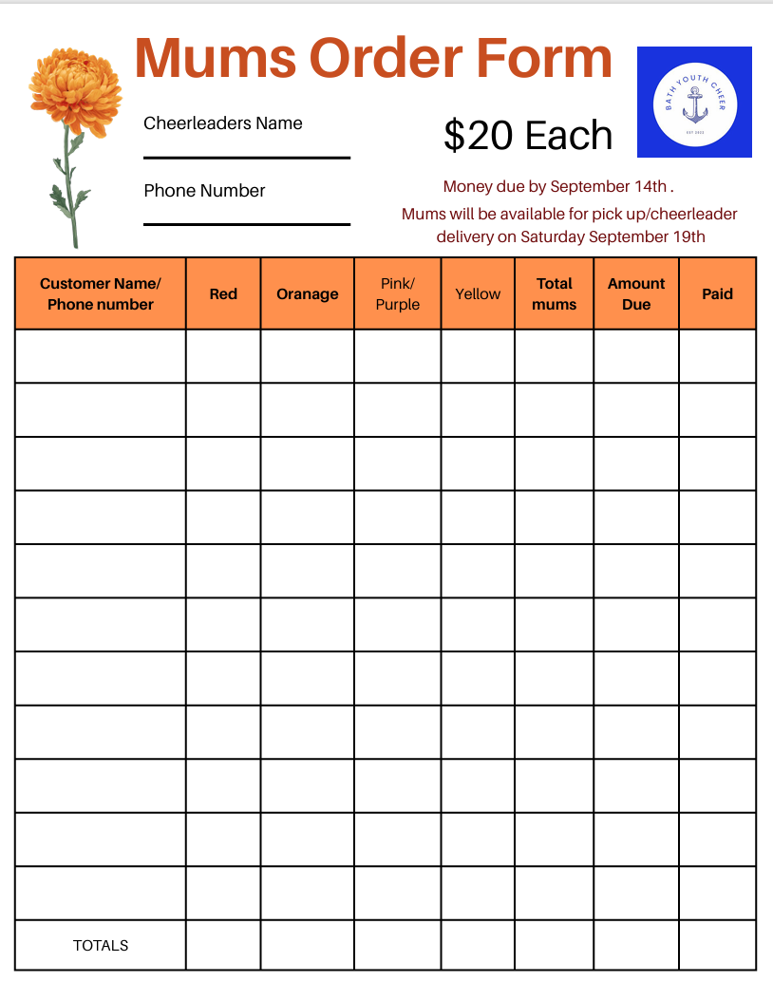 Mums Order Form
BATH YOUTH CHEER
Cheerleaders Name
$20 Each
Phone Number
Money due by September 14th .
Mums will be available for pick up/cheerleader
delivery on Saturday September 19th
Customer Name/
Phone number
Red
Oranage
Pink/
Purple
Yellow
Total
mums
Amount
Due
Paid
TOTALS